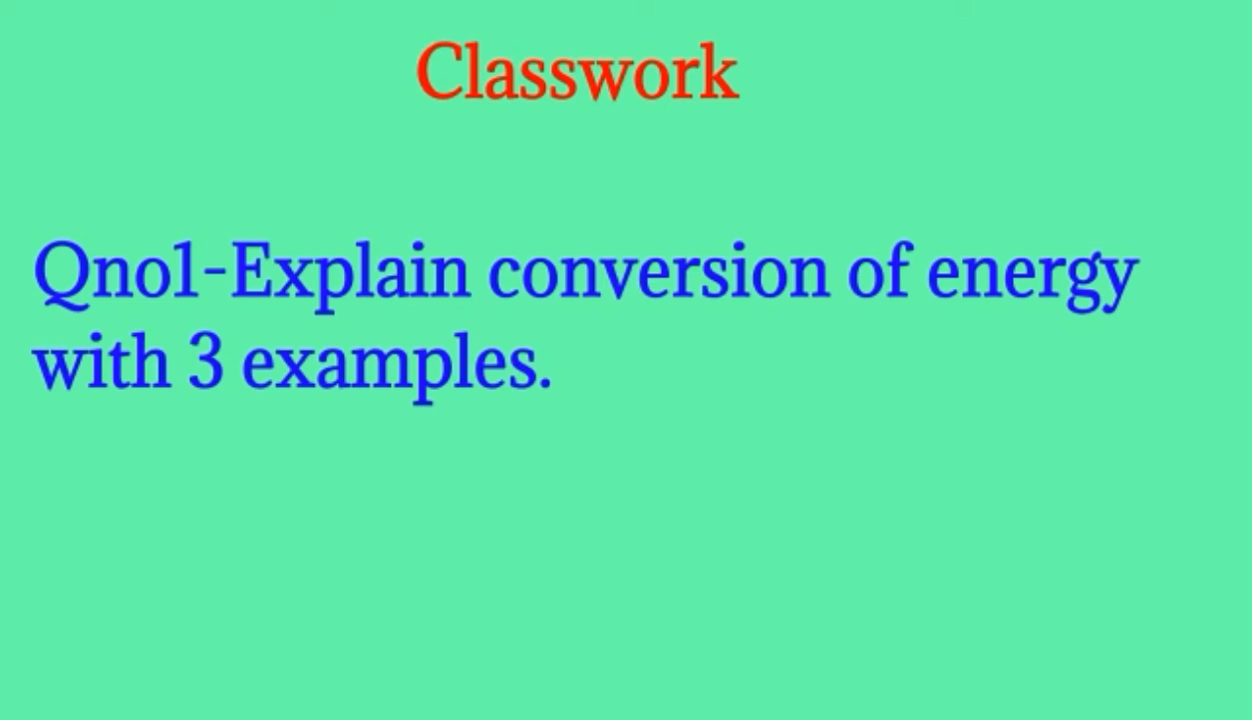 Classwork
Qno1-Explain conversion of energy
with 3 examples.